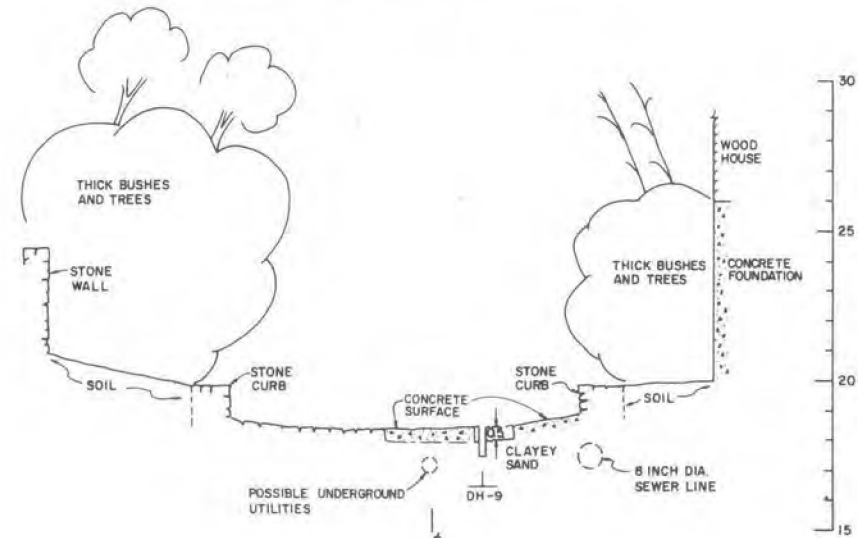 30
WOOD
HOUSE
THICK BUSHES
AND TREES
25
STONE
WALL
THICK BUSHES
AND TREES
CONCRETE
FOUNDATION
STONE
CURB
STONE
CURB
20
SOIL
CONCRETE
SURFACE
SOIL
0.5
CLAYEY
SAND
6 INCH DIA.
SEWER LINE
POSSIBLE UNDERGROUND
UTILITIES
DH-9
15